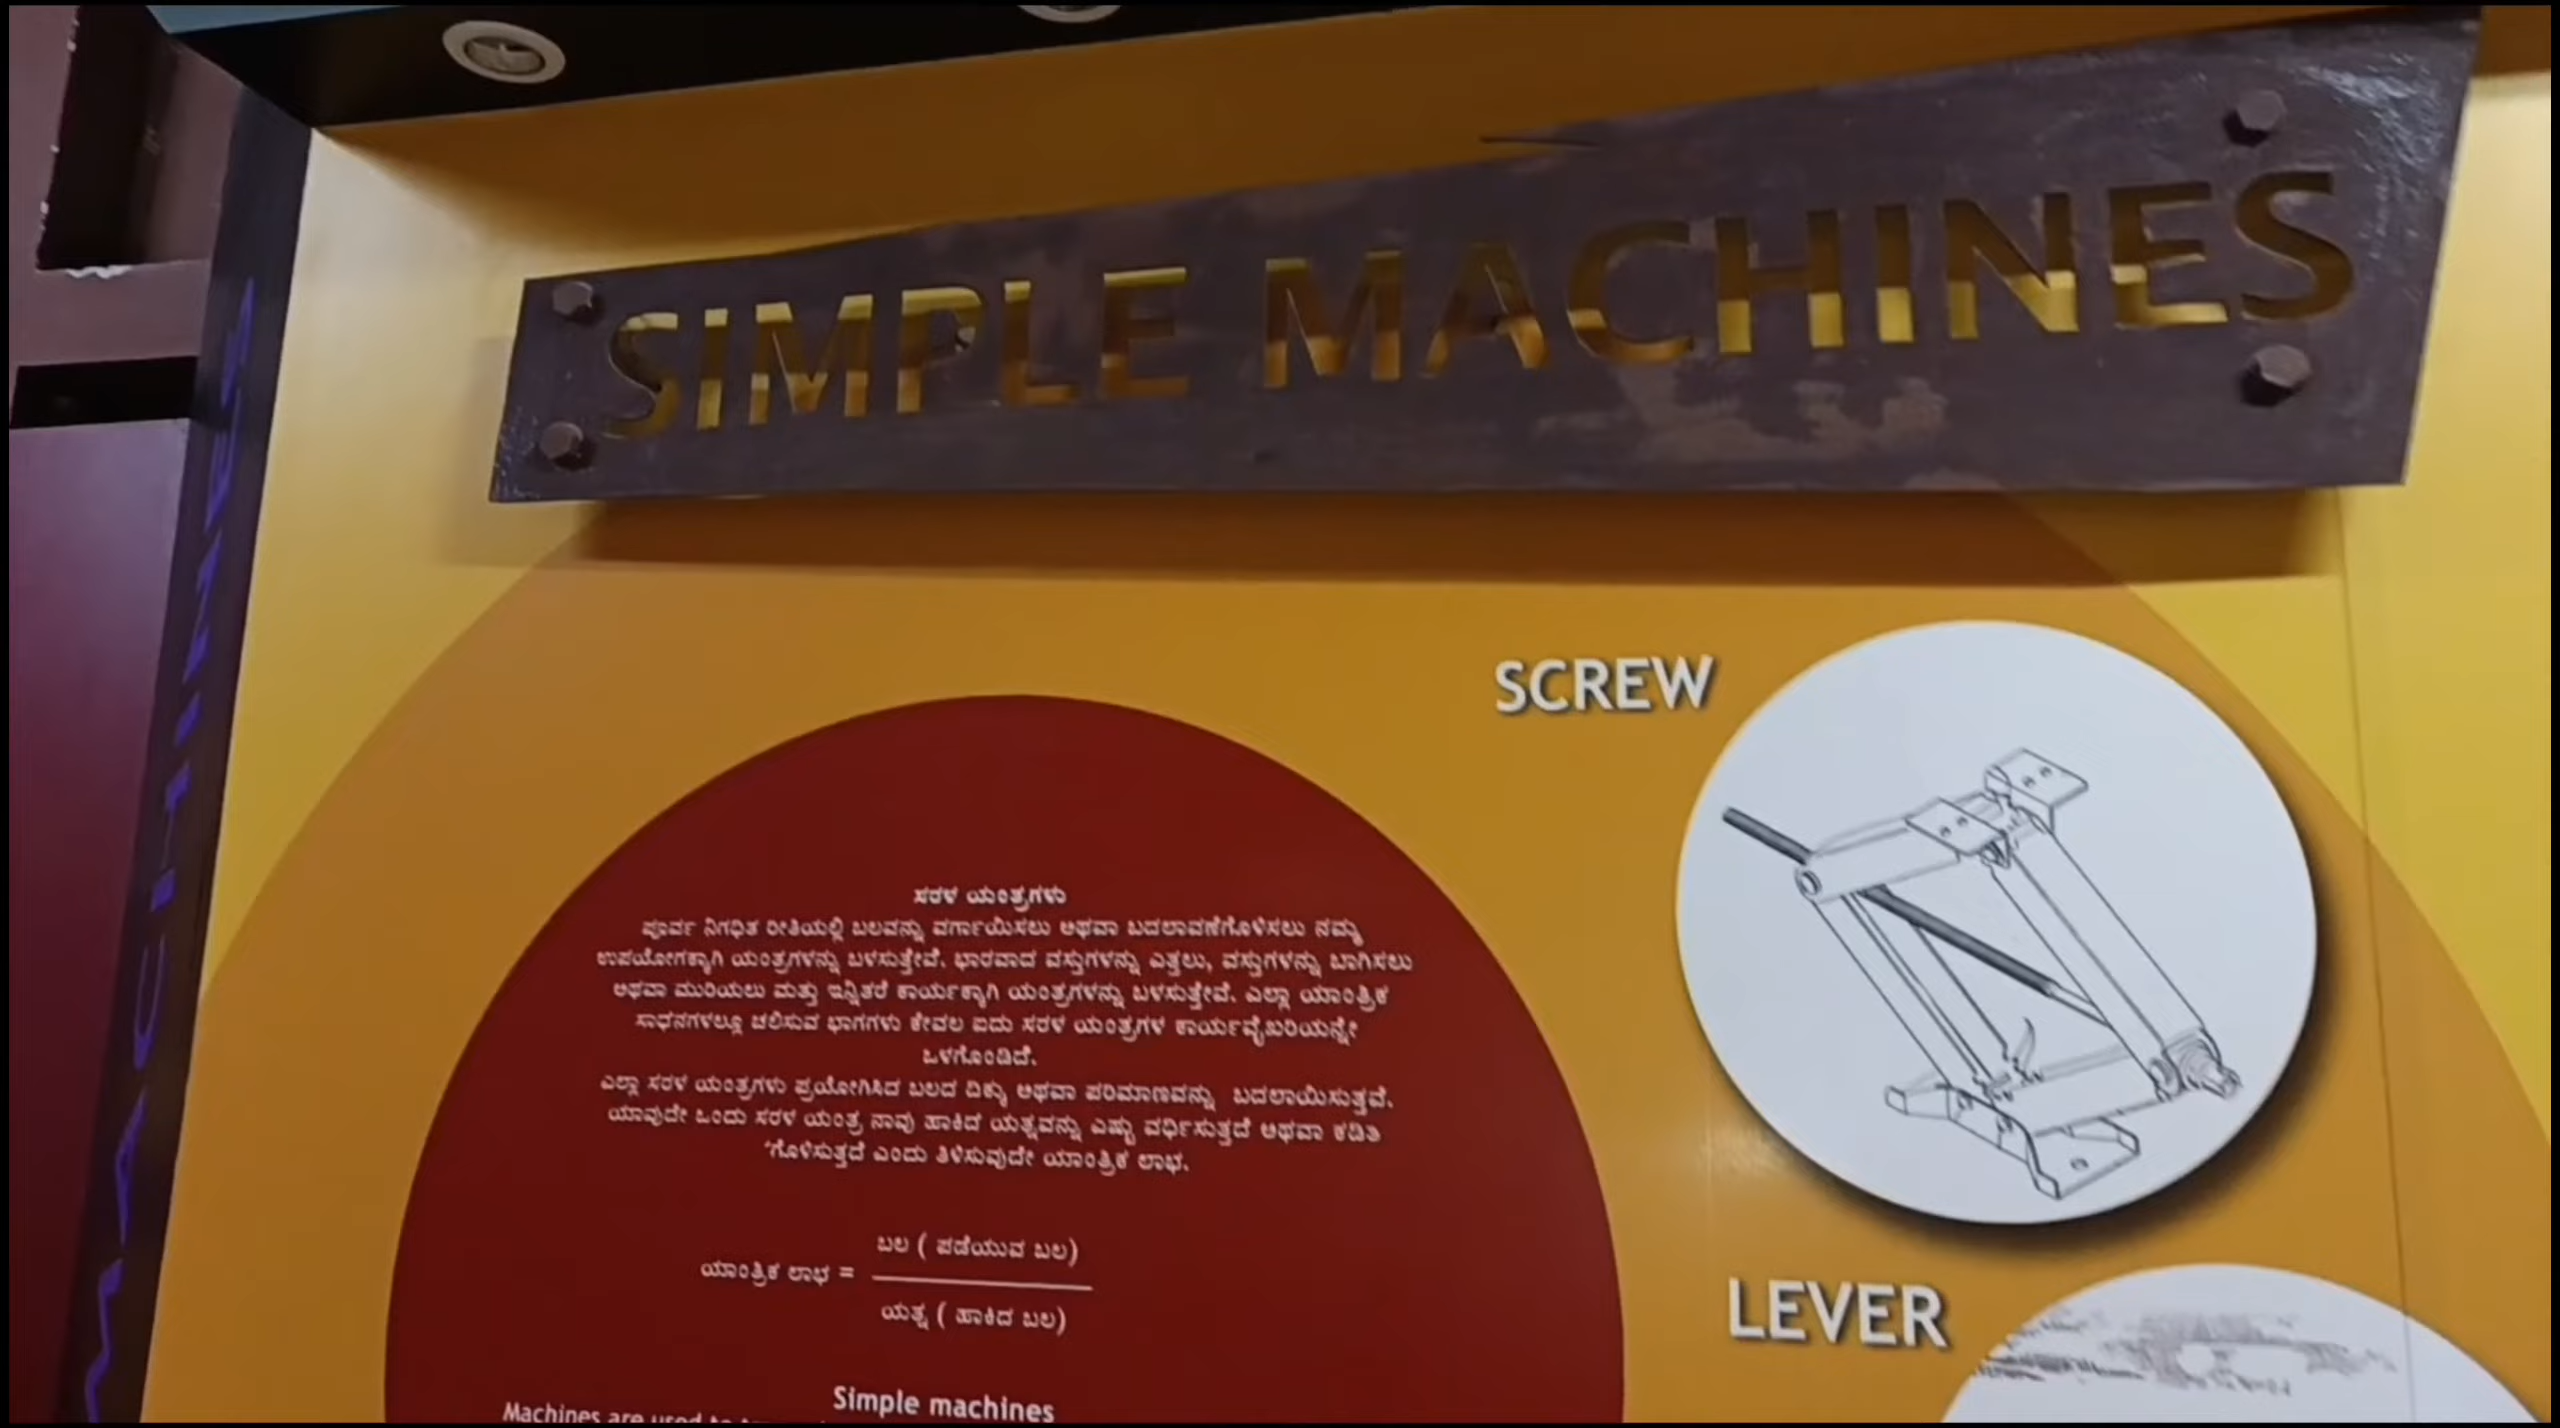 SIMPLE MACHINES
SCREW
ಸರಳ ಯಂತ್ರಗಳು
ಪೂರ್ವ ನಿಗಧಿತ ರೀತಿಯಲ್ಲಿ ಬಲವನ್ನು ವರ್ಗಾಯಿಸಲು ಅಥವಾ ಬದಲಾವಣೆಗೊಳಿಸಲು ನಮ್ಮ
ಉಪಯೋಗಕ್ಕಾಗಿ ಯಂತ್ರಗಳನ್ನು ಬಳಸುತ್ತೇವೆ. ಭಾರವಾದ ವಸ್ತುಗಳನ್ನು ಎತ್ತಲು, ವಸ್ತುಗಳನ್ನು ಬಾಗಿಸಲು
ಅಥವಾ ಮುರಿಯಲು ಮತ್ತು ಇನ್ನಿತರೆ ಕಾರ್ಯಕ್ಕಾಗಿ ಯಂತ್ರಗಳನ್ನು ಬಳಸುತ್ತೇವೆ. ಎಲ್ಲಾ ಯಾಂತ್ರಿಕ
ಸಾಧನಗಳಲ್ಲೂ ಚಲಿಸುವ ಭಾಗಗಳು ಕೇವಲ ಐದು ಸರಳ ಯಂತ್ರಗಳ ಕಾರ್ಯವೈಖರಿಯನ್ನೇ
ಒಳಗೊಂಡಿದೆ.
ಎಲ್ಲಾ ಸರಳ ಯಂತ್ರಗಳು ಪ್ರಯೋಗಿಸಿದ ಬಲದ ದಿಕ್ಕು ಅಥವಾ ಪರಿಮಾಣವನ್ನು ಬದಲಾಯಿಸುತ್ತವೆ.
ಯಾವುದೇ ಒಂದು ಸರಳ ಯಂತ್ರ ನಾವು ಹಾಕಿದ ಯತ್ನವನ್ನು ಎಷ್ಟು ವರ್ಧಿಸುತ್ತದೆ ಅಥವಾ ಕಡಿತ
ಗೊಳಿಸುತ್ತದೆ ಎಂದು ತಿಳಿಸುವುದೇ ಯಾಂತ್ರಿಕ ಲಾಭ.
ಬಲ ( ಪಡೆಯುವ ಬಲ)
ಯಾಂತ್ರಿಕ ಲಾಭ =
ಯತ್ನ ( ಹಾಕಿದ ಬಲ)
LEVER
Simple machines
Machines are used to